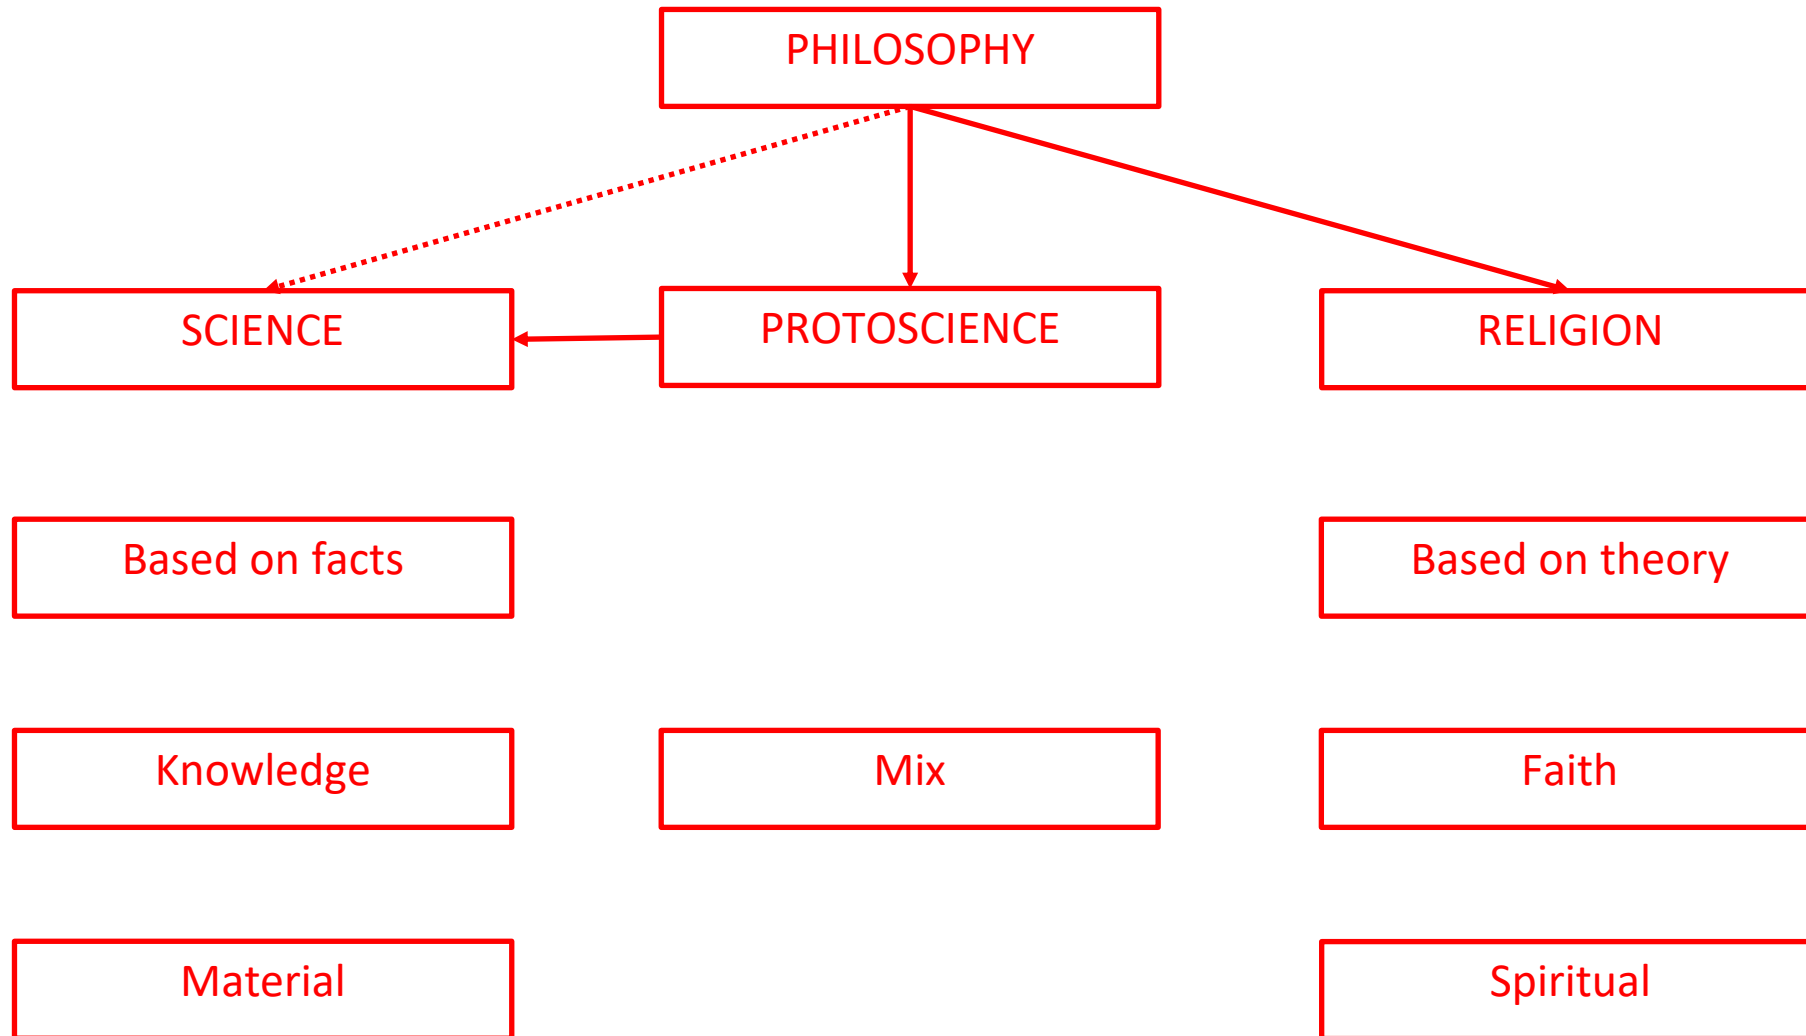 PHILOSOPHY
SCIENCE
PROTOSCIENCE
RELIGION
Based on facts
Based on theory
Knowledge
Mix
Faith
Material
Spiritual